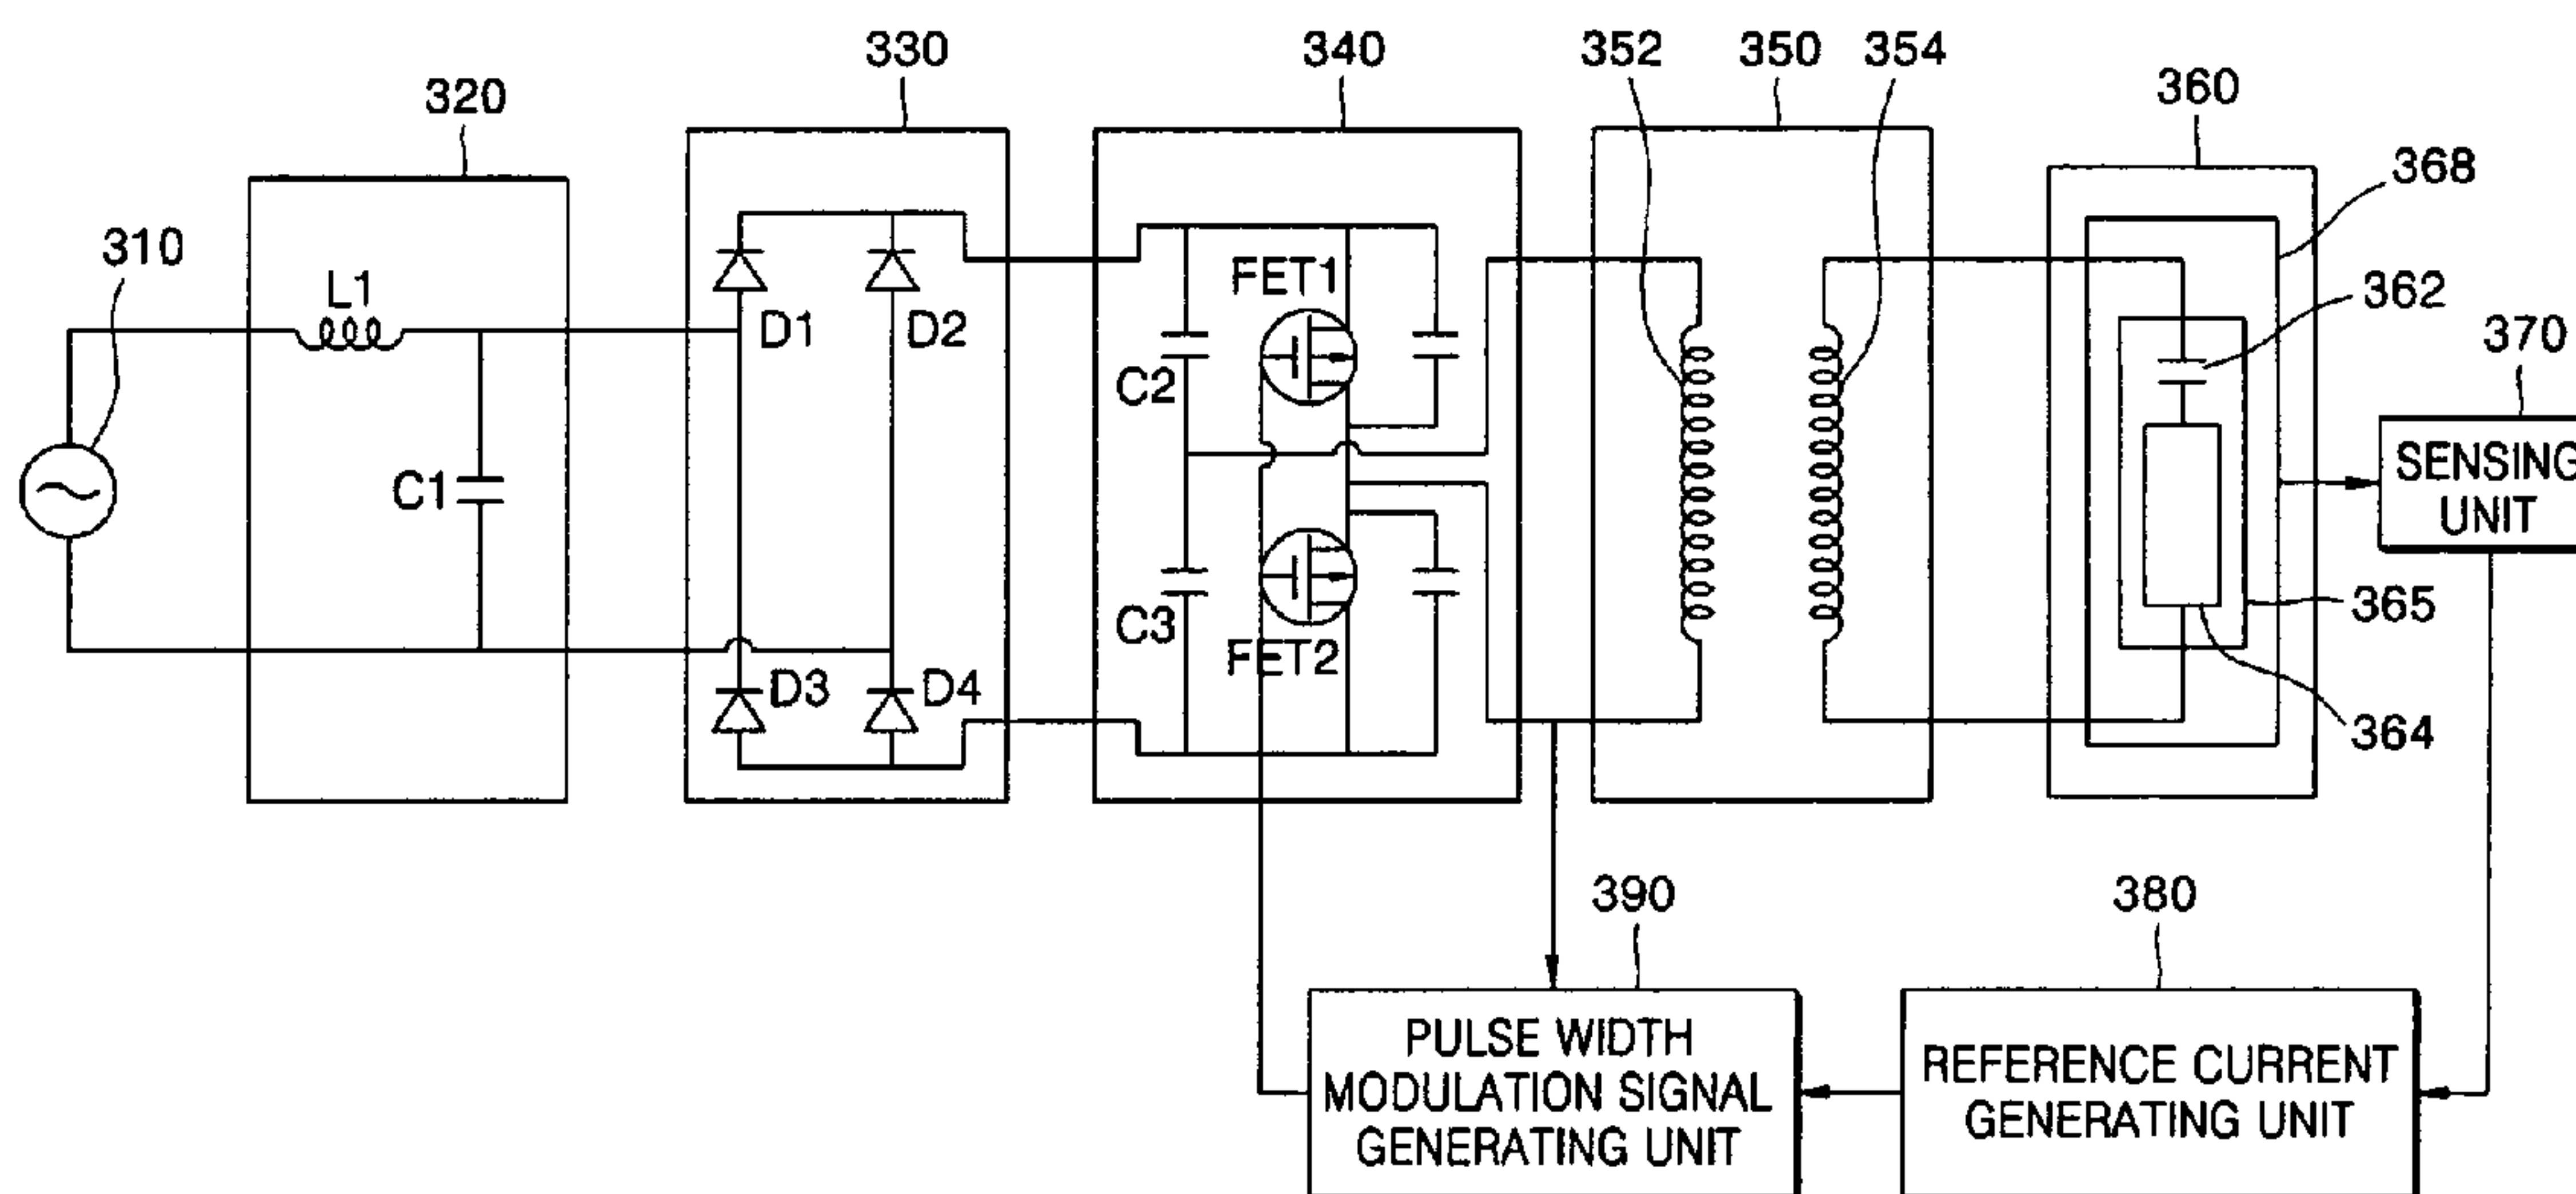 330
340
352
350
354
360
320
368
310
L1
FET1
362
D1
D2
370
C2
SENSING
UNIT
C1
365
C3
FET2
D3
D4
364
390
380
PULSE WIDTH
MODULATION SIGNAL
GENERATING UNIT
REFERENCE CURRENT
GENERATING UNIT